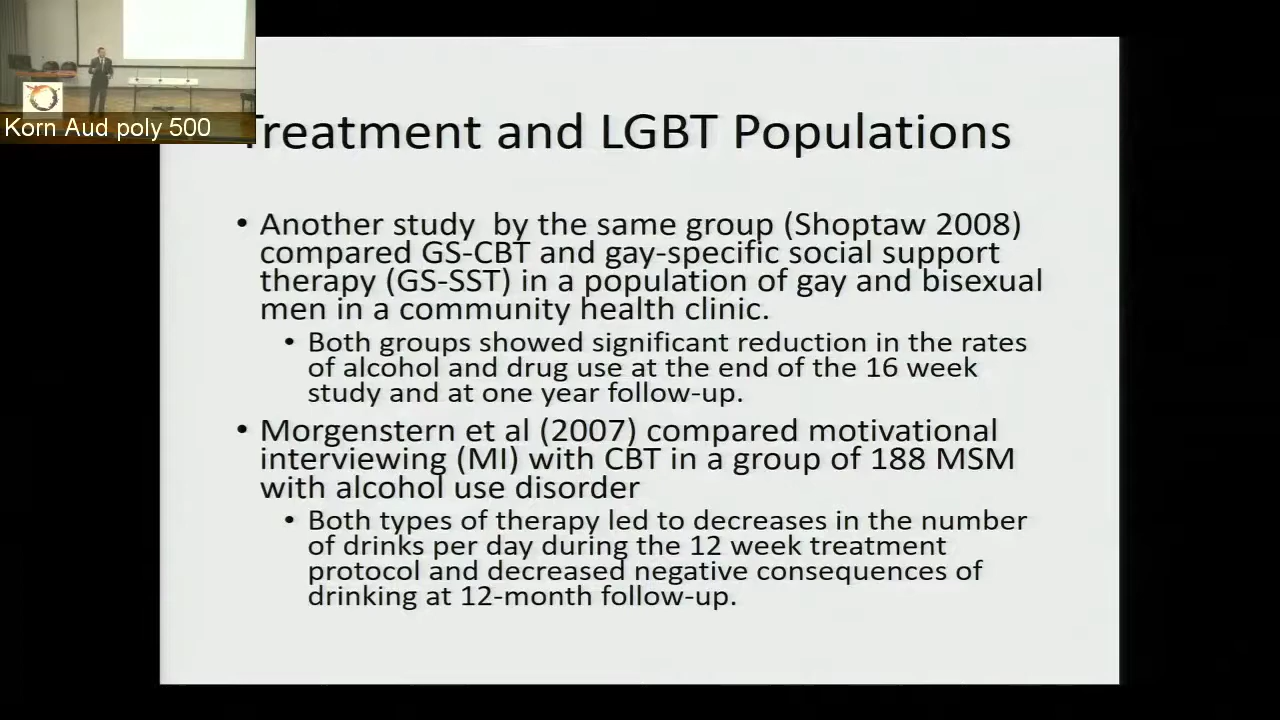 Korn Aud poly 500
Treatment and LGBT Populations
• Another study by the same group (Shoptaw 2008)
compared GS-CBT and gay-specific social support
therapy (GS-SST) in a population of gay and bisexual
men in a community health clinic.
• Both groups showed significant reduction in the rates
of alcohol and drug use at the end of the 16 week
study and at one year follow-up.
• Morgenstern et al (2007) compared motivational
interviewing (MI) with CBT in a group of 188 MSM
with alcohol use disorder
• Both types of therapy led to decreases in the number
of drinks per day during the 12 week treatment
protocol and decreased negative consequences of
drinking at 12-month follow-up.